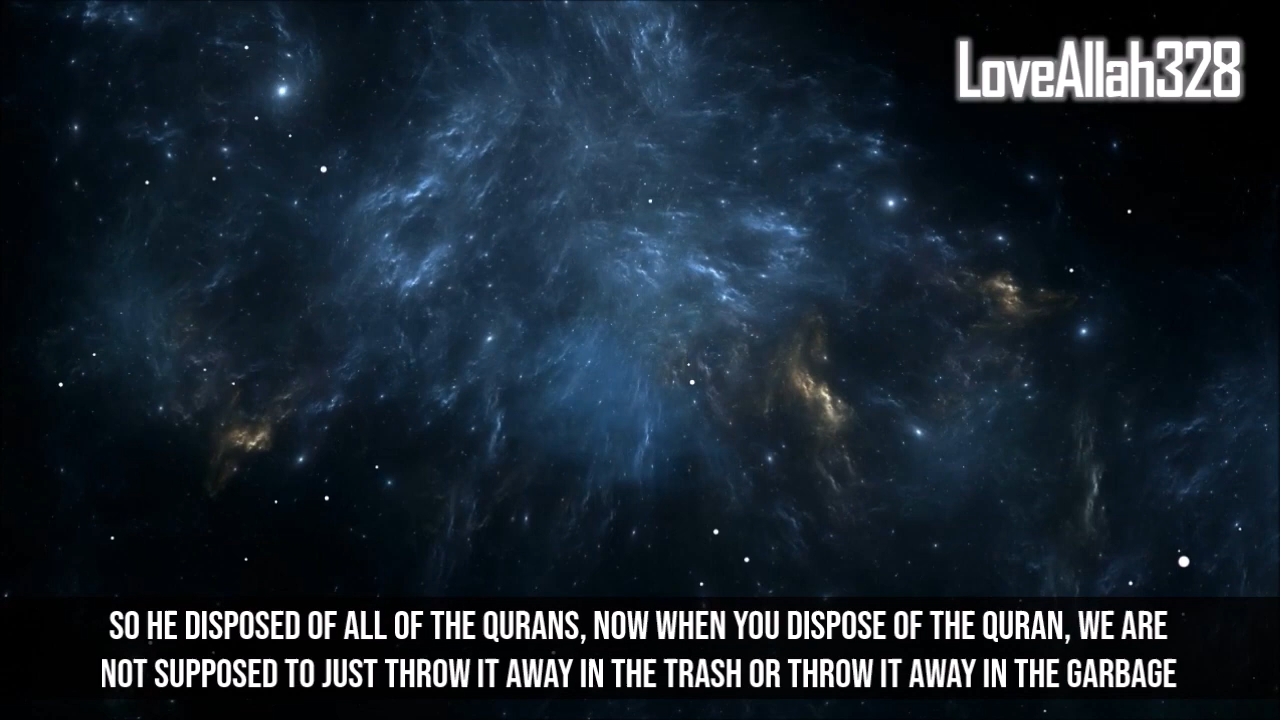 LoveAllah328
SO HE DISPOSED OF ALL OF THE QURANS, NOW WHEN YOU DISPOSE OF THE QURAN, WE ARE
NOT SUPPOSED TO JUST THROW IT AWAY IN THE TRASH OR THROW IT AWAY IN THE GARBAGE